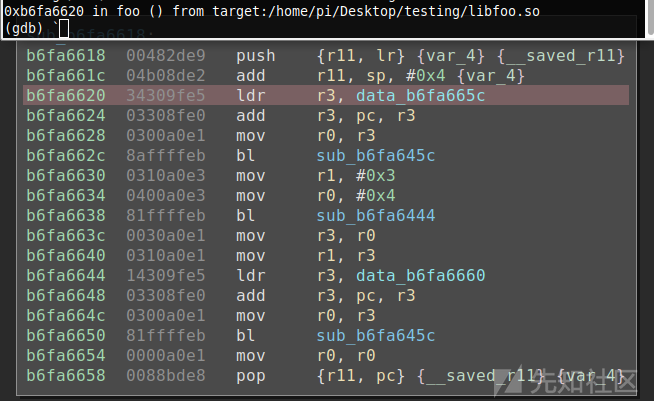 0xb6fa6620 in foo () from target:/home/pi/Desktop/testing/libfoo.so
(gdb) `
b6fa6618 00482de9 push {r11, lr} {var_4} {__saved_r11}
b6fa661c 04b08de2 add r11, sp, #0x4 {var_4}
b6fa6620 34309fe5 ldr r3, data_b6fa665c
b6fa6624 03308fe0 add r3, pc, r3
b6fa6628 0300a0e1 mov r0, r3
b6fa662c 8affffeb bl sub_b6fa645c
b6fa6630 0310a0e3 mov r1, #0x3
b6fa6634 0400a0e3 mov r0, #0x4
b6fa6638 81ffffeb bl sub_b6fa6444
b6fa663c 0030a0e1 mov r3, r0
b6fa6640 0310a0e1 mov r1, r3
b6fa6644 14309fe5 ldr r3, data_b6fa6660
b6fa6648 03308fe0 add r3, pc, r3
b6fa664c 0300a0e1 mov r0, r3
b6fa6650 81ffffeb bl sub_b6fa645c
b6fa6654 0000a0e1 mov r0, r0
b6fa6658 0088bde8 pop {r11, pc} {__saved_r11} {var_4}
先知社区